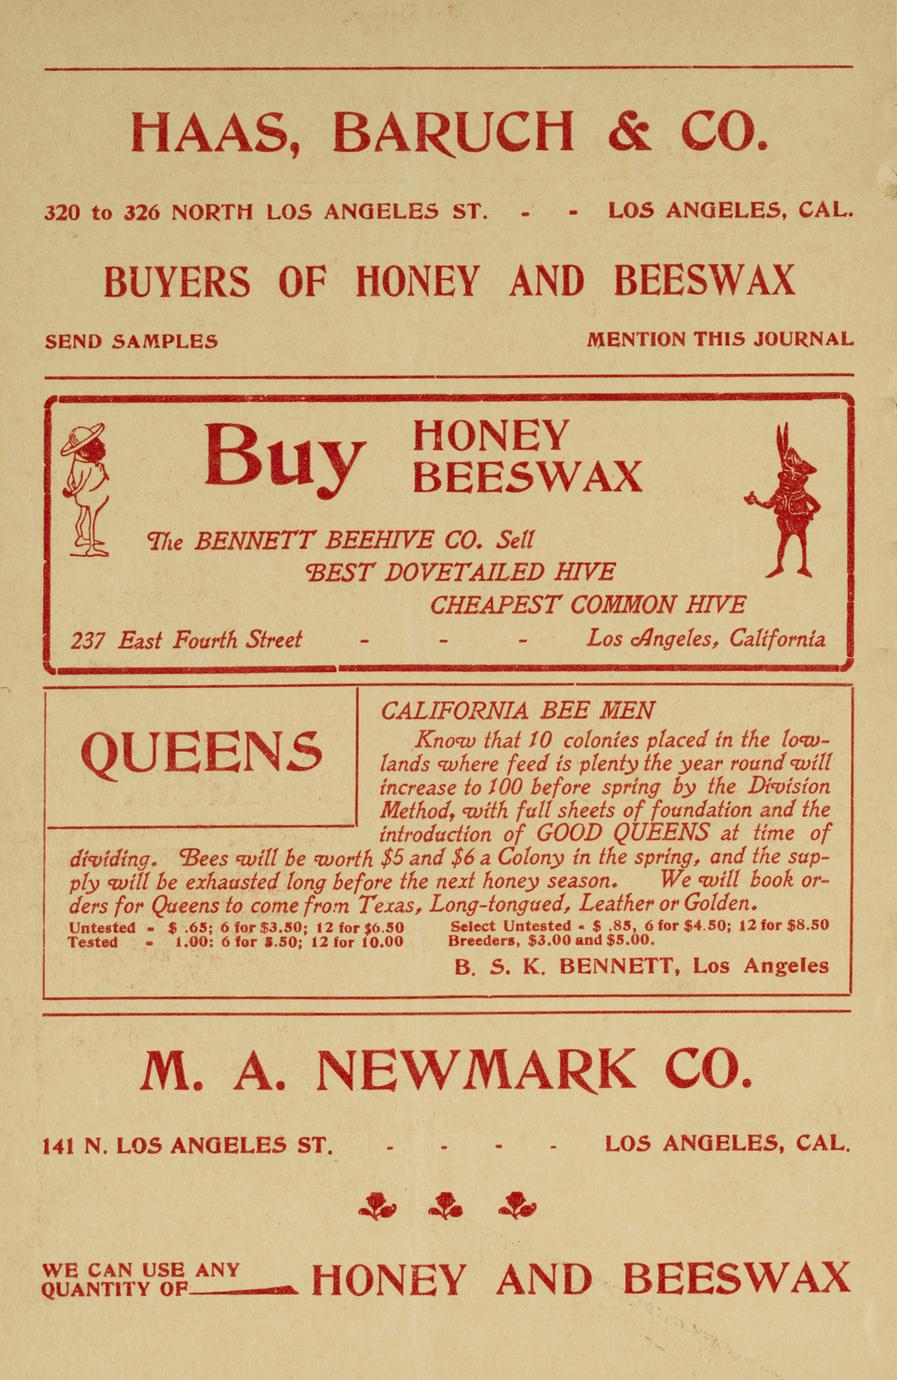 HAAS, BARUCH & CO.
320 to 326 NORTH LOS ANGELES ST. - - LOS ANGELES, CAL.
BUYERS OF HONEY AND BEESWAX
SEND SAMPLES MENTION THIS JOURNAL
Buy HONEY
BEESWAX
The BENNETT BEEHIVE CO. Sell
BEST DOVETAILED HIVE
CHEAPEST COMMON HIVE
237 East Fourth Street - - - Los Angeles, California
QUEENS
CALIFORNIA BEE MEN
Know that 10 colonies placed in the low-
lands where feed is plenty the year round will
increase to 100 before spring by the Division
Method, with full sheets of foundation and the
introduction of GOOD QUEENS at time of
dividing. Bees will be worth $5 and $6 a Colony in the spring, and the sup-
ply will be exhausted long before the next honey season. We will book or-
ders for Queens to come from Texas, Long-tongued, Leather or Golden.
Untested - $ .65; 6 for $3.50; 12 for $6.50 Select Untested - $ .85, 6 for $4.50; 12 for $8.50
Tested - 1.00: 6 for 5.50; 12 for 10.00 Breeders, $3.00 and $5.00.
B. S. K. BENNETT, Los Angeles
M. A. NEWMARK CO.
141 N. LOS ANGELES ST. - - - - LOS ANGELES, CAL.
WE CAN USE ANY
QUANTITY OF HONEY AND BEESWAX